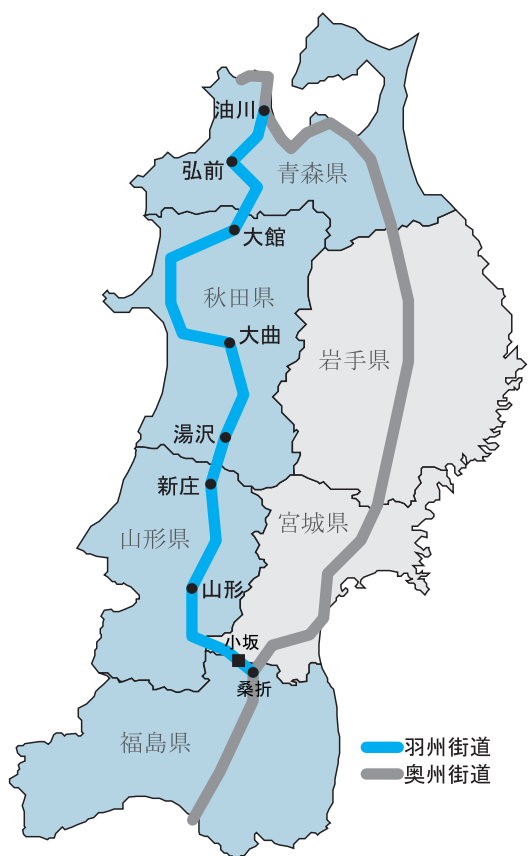 油川
弘前
青森県
大館
秋田県
大曲
岩手県
湯沢
新庄
宮城県
山形県
山形
小坂
桑折
福島県
羽州街道
奥州街道